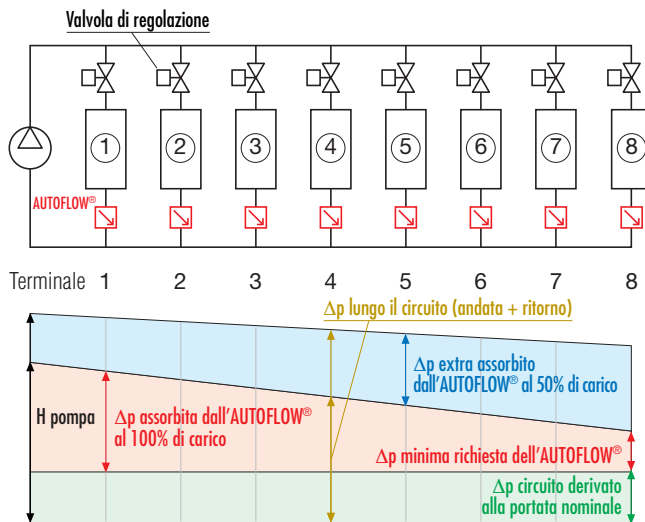 Valvola di regolazione
1 2 3 4 5 6 7 8
AUTOFLOW®
Terminale 1 2 3 4 5 6 7 8
Δp lungo il circuito (andata + ritorno)
Δp extra assorbito
dall'AUTOFLOW® al 50% di carico
H pompa
Δp assorbita dall'AUTOFLOW®
al 100% di carico
Δp minima richiesta dell'AUTOFLOW®
Δp circuito derivato
alla portata nominale